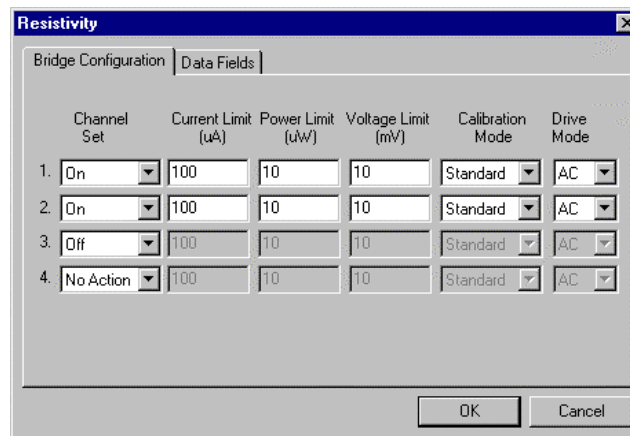 Resistivity
Bridge Configuration Data Fields
Channel Set Current Limit (uA) Power Limit (uW) Voltage Limit (mV) Calibration Mode Drive Mode
1. On 100 10 10 Standard AC
2. On 100 10 10 Standard AC
3. Off 100 10 10 Standard AC
4. No Action 100 10 10 Standard AC
OK Cancel